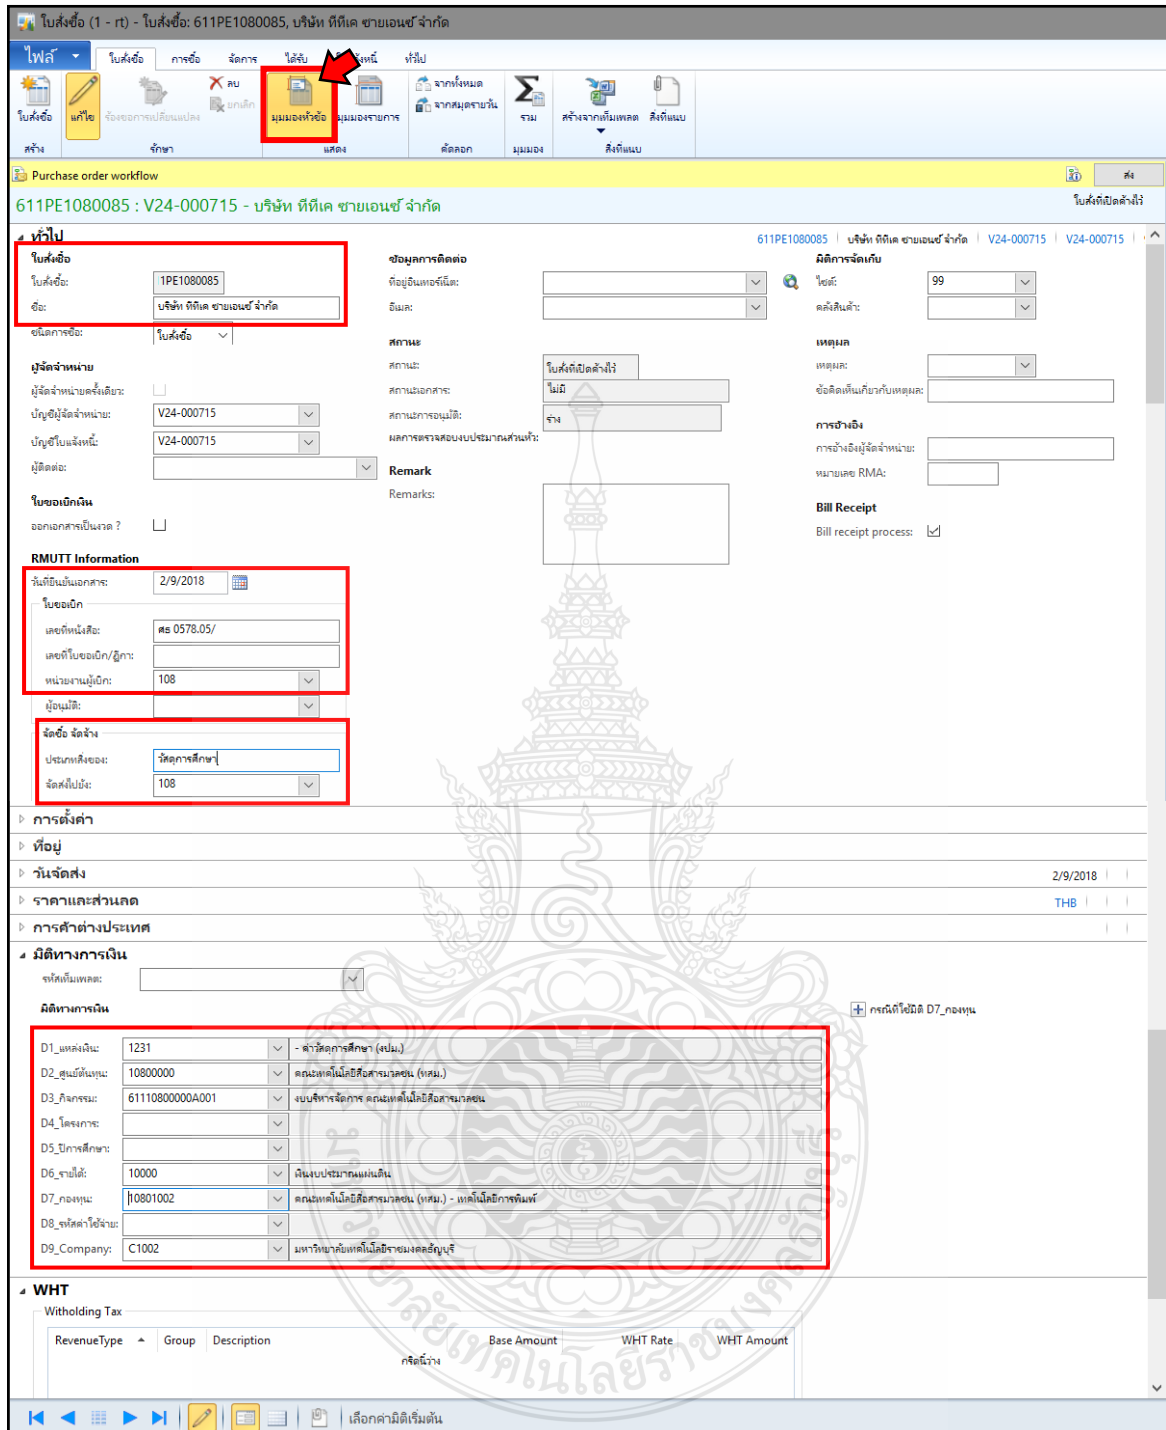 ใบสั่งซื้อ (1 - rt) - ใบสั่งซื้อ: 611PE1080085, บริษัท ทีทีเค ซายเอนซ์ จำกัด
ไฟล์ ใบสั่งซื้อ การซื้อ จัดการ ได้รับ ทั่วไป
ใบสั่งซื้อ แก้ไข ร้องขอการเปลี่ยนแปลง ลบ ยกเลิก มุมมองหัวข้อ มุมมองรายการ จากทั้งหมด จากสมุดรายวัน รวม สร้างจากเท็มเพลต สิ่งที่แนบ
สร้าง รักษา แสดง คัดลอก มุมมอง สิ่งที่แนบ
Purchase order workflow ส่ง
611PE1080085 : V24-000715 - บริษัท ทีทีเค ซายเอนซ์ จำกัด ใบสั่งที่เปิดค้างไว้
ทั่วไป 611PE1080085 บริษัท ทีทีเค ซายเอนซ์ จำกัด V24-000715 V24-000715
ใบสั่งซื้อ
ใบสั่งซื้อ: 1PE1080085
ชื่อ: บริษัท ทีทีเค ซายเอนซ์ จำกัด
ชนิดการซื้อ: ใบสั่งซื้อ
ผู้จัดจำหน่าย
ผู้จัดจำหน่ายครั้งเดียว:
บัญชีผู้จัดจำหน่าย: V24-000715
บัญชีใบแจ้งหนี้: V24-000715
ผู้ติดต่อ:
ใบขอเบิกเงิน
ออกเอกสารเป็นงวด ?
RMUTT Information
วันที่ยืนยันเอกสาร: 2/9/2018
ใบขอเบิก
เลขที่หนังสือ: ศธ 0578.05/
เลขที่ใบขอเบิก/ฎีกา:
หน่วยงานผู้เบิก: 108
ผู้อนุมัติ:
จัดซื้อ จัดจ้าง
ประเภทสิ่งของ: วัสดุการศึกษา
จัดส่งไปยัง: 108
ข้อมูลการติดต่อ
ที่อยู่อินเทอร์เน็ต:
อีเมล:
สถานะ
สถานะ: ใบสั่งที่เปิดค้างไว้
สถานะเอกสาร: ไม่มี
สถานะการอนุมัติ: ร่าง
ผลการตรวจสอบงบประมาณส่วนหัว:
Remark
Remarks:
มิติการจัดเก็บ
ไซต์: 99
คลังสินค้า:
เหตุผล
เหตุผล:
ข้อคิดเห็นเกี่ยวกับเหตุผล:
การอ้างอิง
การอ้างอิงผู้จัดจำหน่าย:
หมายเลข RMA:
Bill Receipt
Bill receipt process:
การตั้งค่า
ที่อยู่
วันจัดส่ง 2/9/2018
ราคาและส่วนลด THB
การค้าต่างประเทศ
มิติทางการเงิน
รหัสเท็มเพลต:
มิติทางการเงิน กรณีที่ใช้มิติ D7_กองทุน
D1_แหล่งเงิน: 1231 - ค่าวัสดุการศึกษา (งปม.)
D2_ศูนย์ต้นทุน: 10800000 คณะเทคโนโลยีสื่อสารมวลชน (ทสม.)
D3_กิจกรรม: 61110800000A001 งบบริหารจัดการ คณะเทคโนโลยีสื่อสารมวลชน
D4_โครงการ:
D5_ปีการศึกษา:
D6_รายได้: 10000 เงินงบประมาณแผ่นดิน
D7_กองทุน: 10801002 คณะเทคโนโลยีสื่อสารมวลชน (ทสม.) - เทคโนโลยีการพิมพ์
D8_รหัสค่าใช้จ่าย:
D9_Company: C1002 มหาวิทยาลัยเทคโนโลยีราชมงคลธัญบุรี
WHT
Witholding Tax
RevenueType Group Description Base Amount WHT Rate WHT Amount
กริดนี้ว่าง
เลือกค่ามิติเริ่มต้น